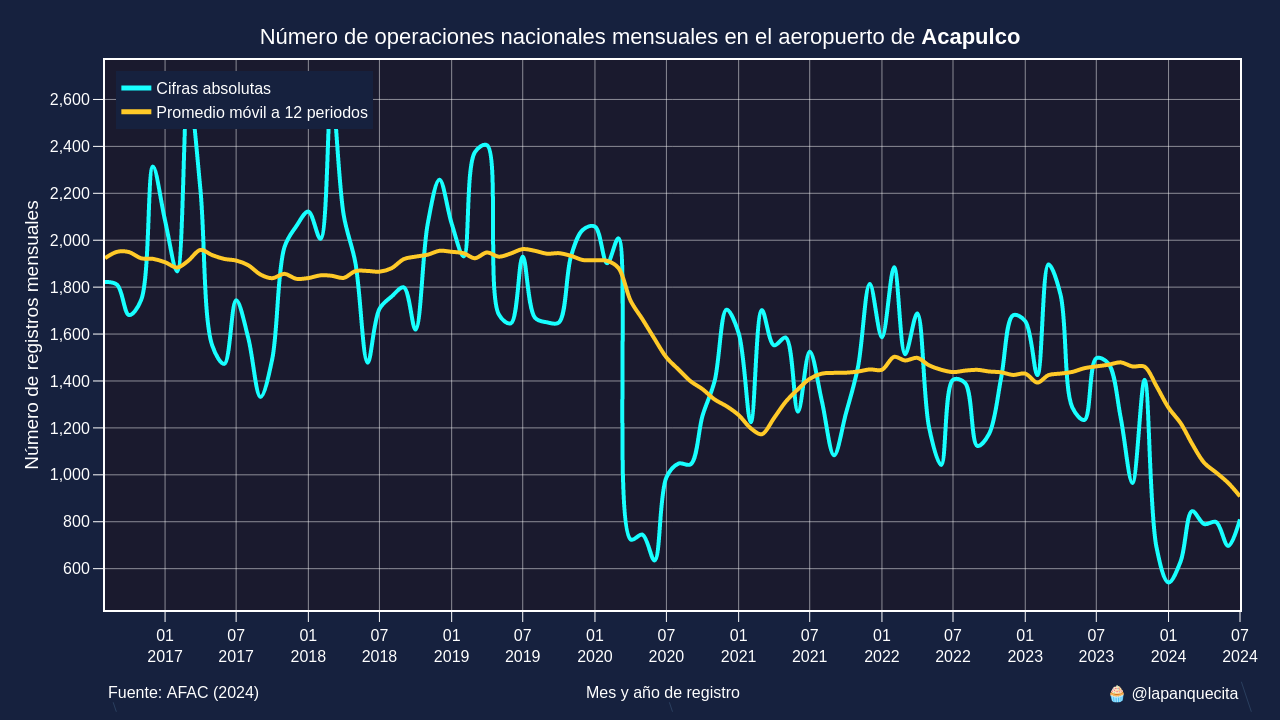 Número de operaciones nacionales mensuales en el aeropuerto de Acapulco
Cifras absolutas
Promedio móvil a 12 periodos
Número de registros mensuales
2,600
2,400
2,200
2,000
1,800
1,600
1,400
1,200
1,000
800
600
01 07 01 07 01 07 01 07 01 07 01 07 01 07 01 07
2017 2017 2018 2018 2019 2019 2020 2020 2021 2021 2022 2022 2023 2023 2024 2024
Fuente: AFAC (2024)
Mes y año de registro
🧁 @lapanquecita